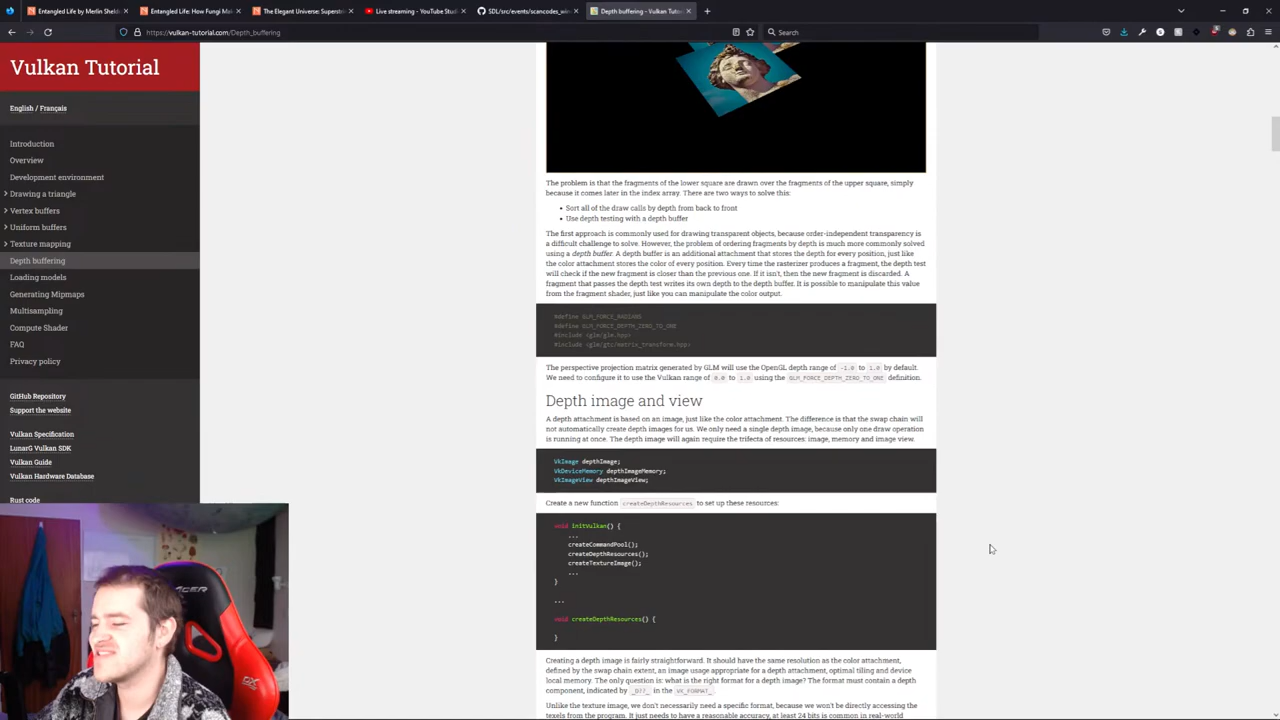 Entangled Life by Merlin Sheldr
Entangled Life: How Fungi Mak
The Elegant Universe: Superstri
Live streaming - YouTube Stud
SDL/src/events/scancodes_win
Depth buffering - Vulkan Tutor
https://vulkan-tutorial.com/Depth_buffering
Search
Vulkan Tutorial
English / Français
Introduction
Overview
Development environment
Drawing a triangle
Vertex buffers
Uniform buffers
Texture mapping
Depth buffering
Loading models
Generating Mipmaps
Multisampling
Compute Shader
FAQ
Privacy policy
GitHub Repository
Support the website
Vulkan Specification
LunarG Vulkan SDK
Vulkan Guide
Vulkan Hardware Database
Rust code
The problem is that the fragments of the lower square are drawn over the fragments of the upper square, simply
because it comes later in the index array. There are two ways to solve this:
• Sort all of the draw calls by depth from back to front
• Use depth testing with a depth buffer
The first approach is commonly used for drawing transparent objects, because order-independent transparency is
a difficult challenge to solve. However, the problem of ordering fragments by depth is much more commonly solved
using a depth buffer. A depth buffer is an additional attachment that stores the depth for every position, just like
the color attachment stores the color of every position. Every time the rasterizer produces a fragment, the depth test
will check if the new fragment is closer than the previous one. If it isn't, then the new fragment is discarded. A
fragment that passes the depth test writes its own depth to the depth buffer. It is possible to manipulate this value
from the fragment shader, just like you can manipulate the color output.
#define GLM_FORCE_RADIANS
#define GLM_FORCE_DEPTH_ZERO_TO_ONE
#include <glm/glm.hpp>
#include <glm/gtc/matrix_transform.hpp>
The perspective projection matrix generated by GLM will use the OpenGL depth range of -1.0 to 1.0 by default.
We need to configure it to use the Vulkan range of 0.0 to 1.0 using the GLM_FORCE_DEPTH_ZERO_TO_ONE definition.
Depth image and view
A depth attachment is based on an image, just like the color attachment. The difference is that the swap chain will
not automatically create depth images for us. We only need a single depth image, because only one draw operation
is running at once. The depth image will again require the trifecta of resources: image, memory and image view.
VkImage depthImage;
VkDeviceMemory depthImageMemory;
VkImageView depthImageView;
Create a new function createDepthResources to set up these resources:
void initVulkan() {
...
createCommandPool();
createDepthResources();
createTextureImage();
...
}
...
void createDepthResources() {
}
Creating a depth image is fairly straightforward. It should have the same resolution as the color attachment,
defined by the swap chain extent, an image usage appropriate for a depth attachment, optimal tiling and device
local memory. The only question is: what is the right format for a depth image? The format must contain a depth
component, indicated by _D??_ in the VK_FORMAT_.
Unlike the texture image, we don't necessarily need a specific format, because we won't be directly accessing the
texels from the program. It just needs to have a reasonable accuracy, at least 24 bits is common in real-world